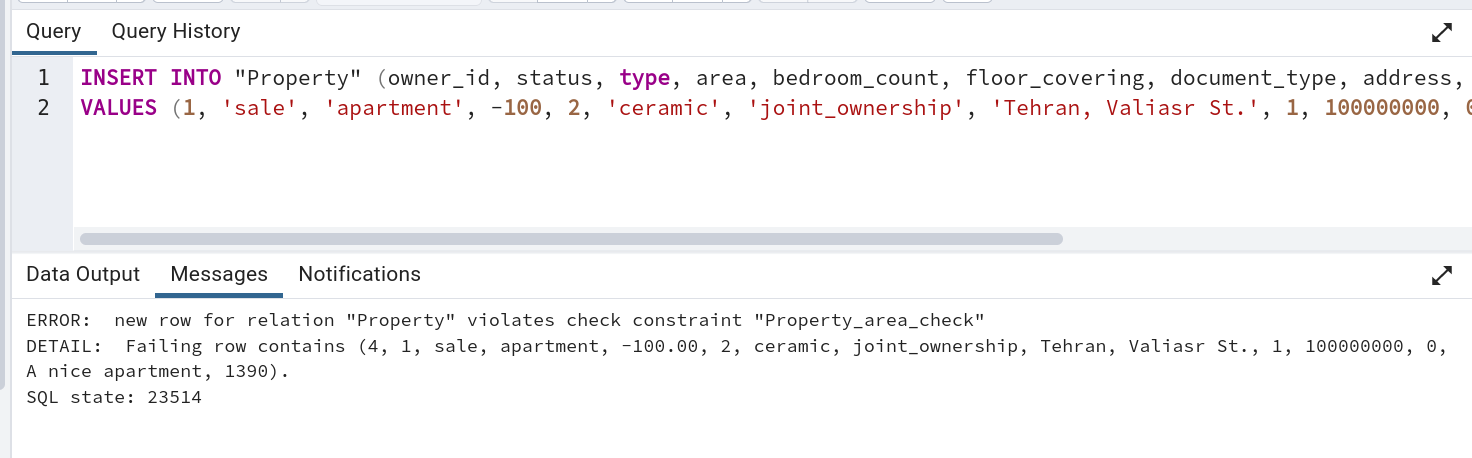 Query Query History
1 INSERT INTO "Property" (owner_id, status, type, area, bedroom_count, floor_covering, document_type, address,
2 VALUES (1, 'sale', 'apartment', -100, 2, 'ceramic', 'joint_ownership', 'Tehran, Valiasr St.', 1, 100000000, 0
Data Output Messages Notifications
ERROR:  new row for relation "Property" violates check constraint "Property_area_check"
DETAIL:  Failing row contains (4, 1, sale, apartment, -100.00, 2, ceramic, joint_ownership, Tehran, Valiasr St., 1, 100000000, 0,
A nice apartment, 1390).
SQL state: 23514